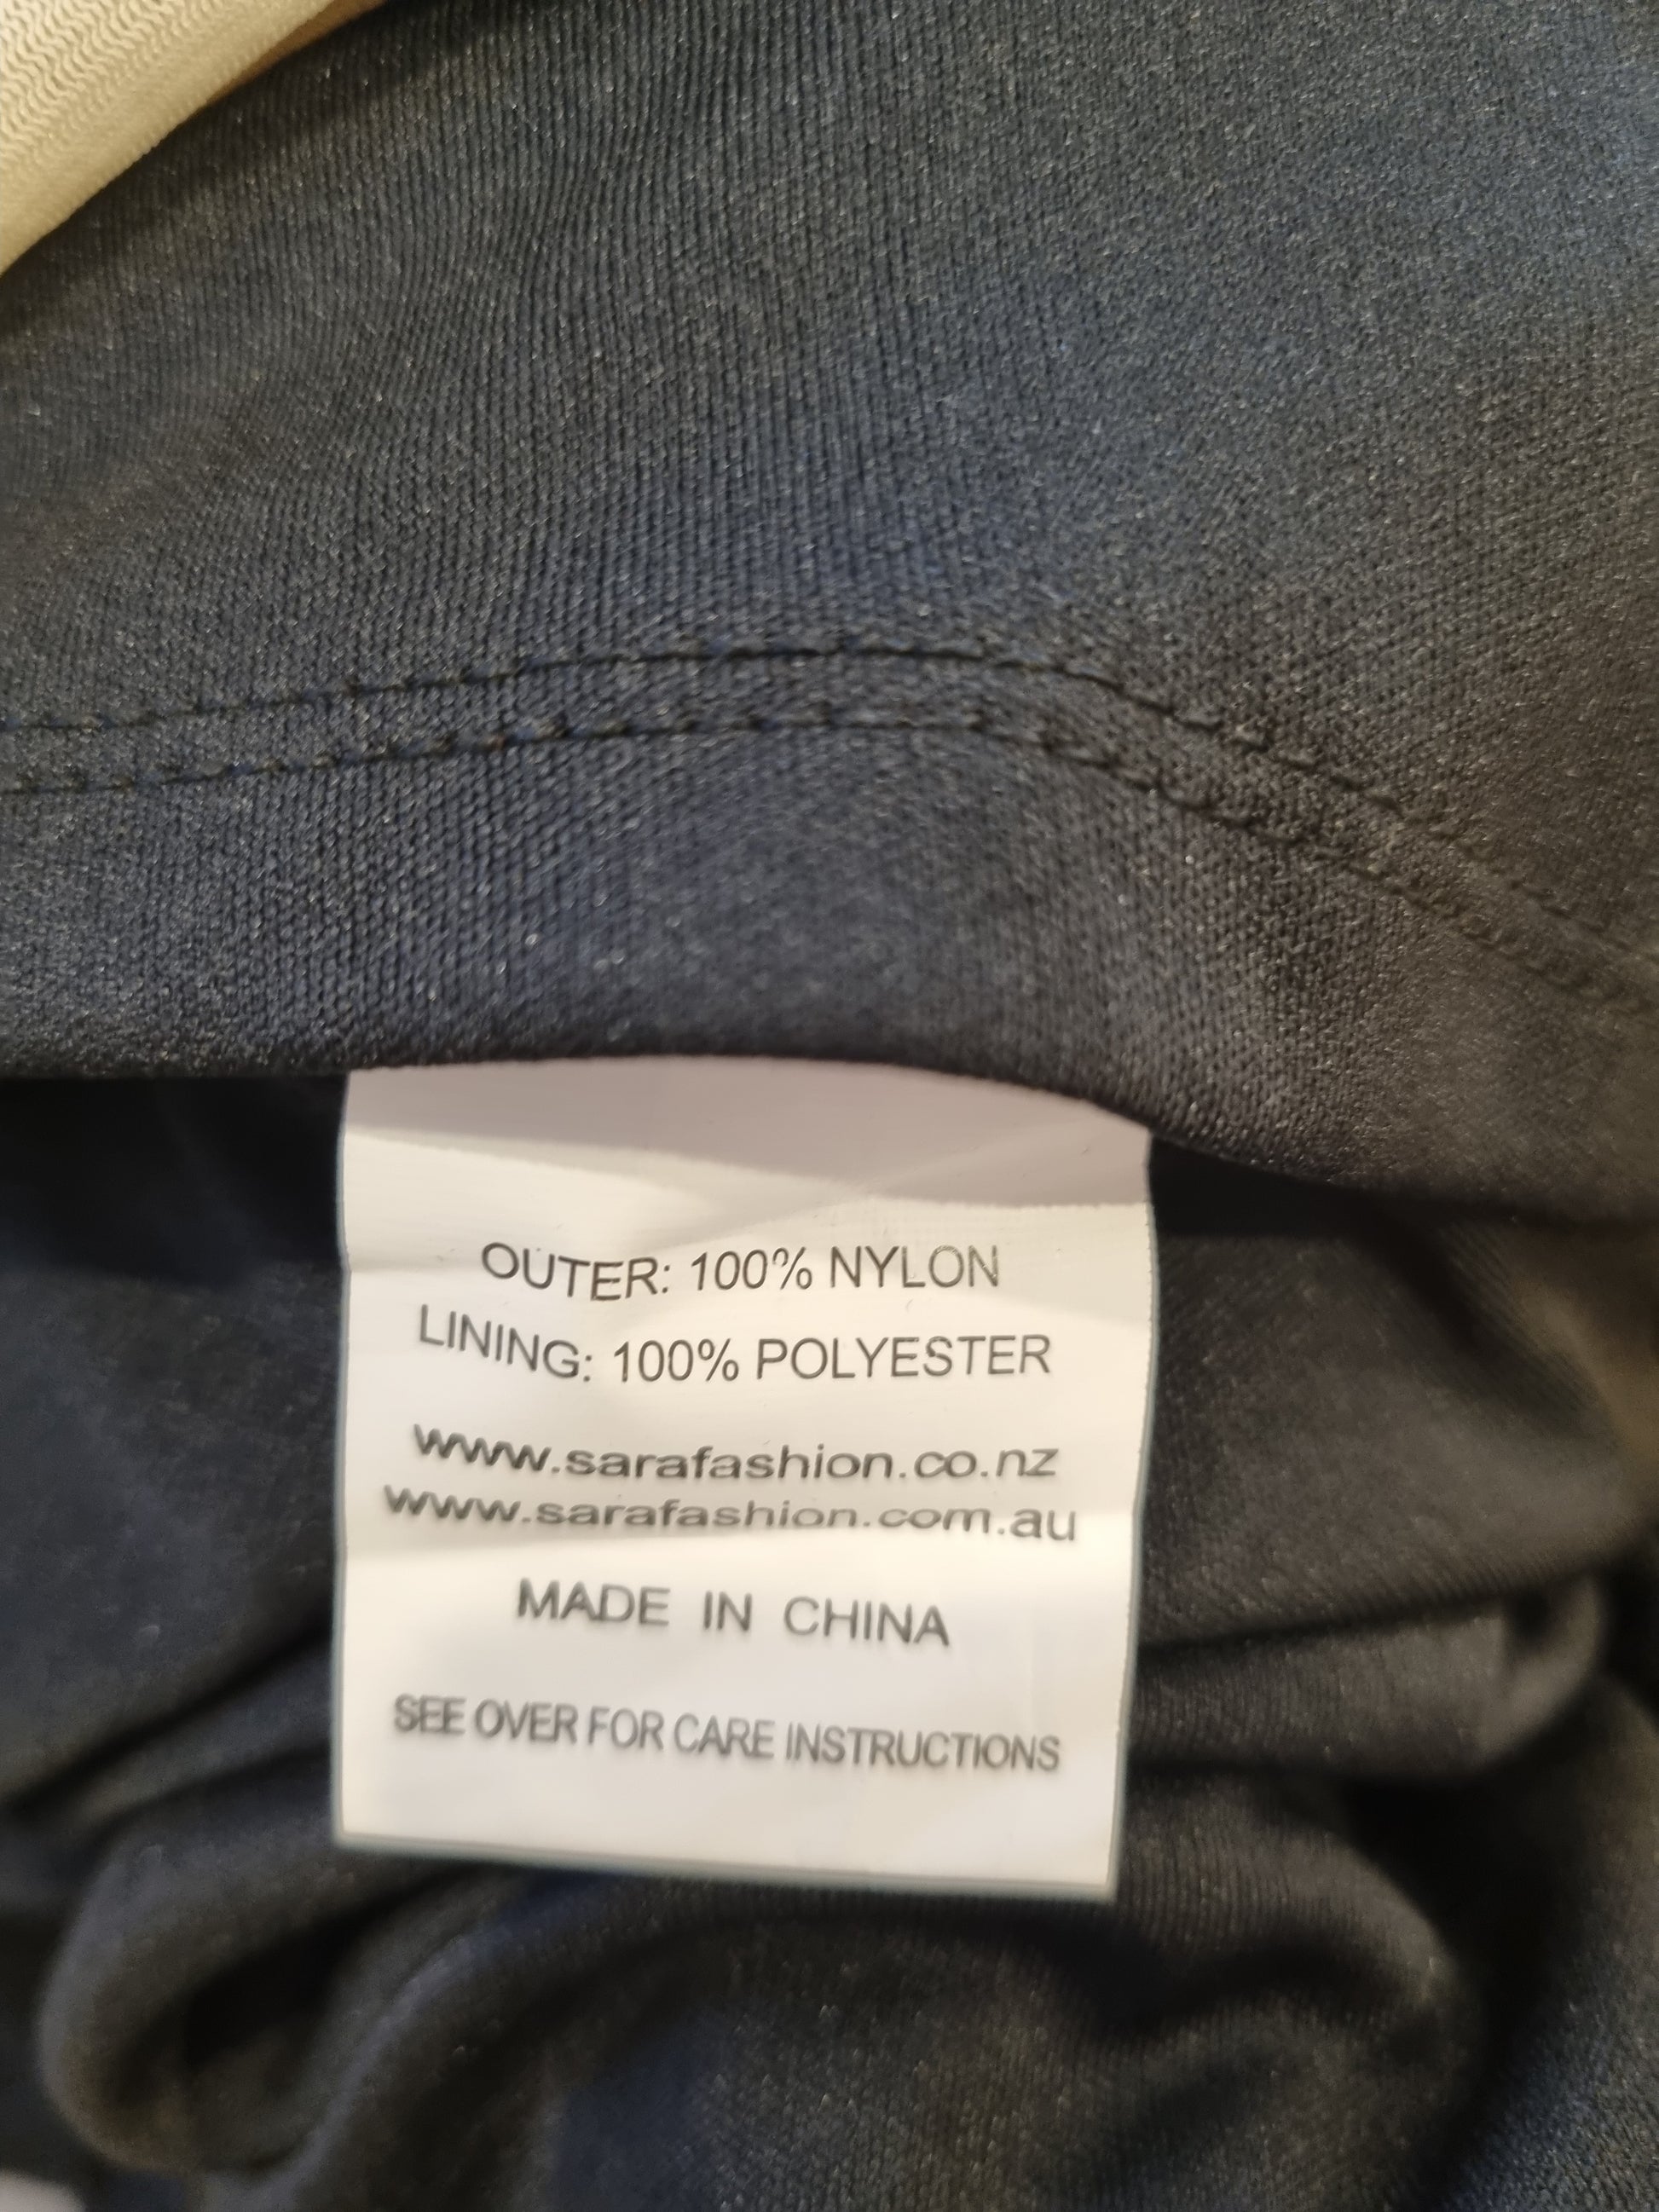 OUTER: 100% NYLON
LINING: 100% POLYESTER
www.sarafashion.co.nz
www.sarafashion.com.au
MADE IN CHINA
SEE OVER FOR CARE INSTRUCTIONS